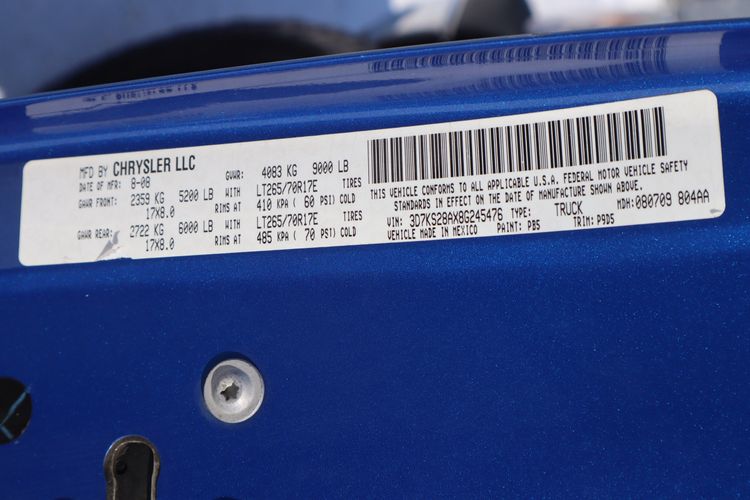 MFD BY CHRYSLER LLC GVWR: 4083 KG 9000 LB
DATE OF MFR: 8-08
GAWR FRONT: 2359 KG 5200 LB WITH LT265/70R17E TIRES
17X8.0 RIMS AT 410 KPA ( 60 PSI) COLD
GAWR REAR: 2722 KG 6000 LB WITH LT265/70R17E TIRES
17X8.0 RIMS AT 485 KPA ( 70 PSI) COLD
THIS VEHICLE CONFORMS TO ALL APPLICABLE U.S.A. FEDERAL MOTOR VEHICLE SAFETY
STANDARDS IN EFFECT ON THE DATE OF MANUFACTURE SHOWN ABOVE.
VIN: 3D7KS28AX8G245476 TYPE: TRUCK MDH: 080709 804AA
VEHICLE MADE IN MEXICO PAINT: PB5 TRIM: P9D5